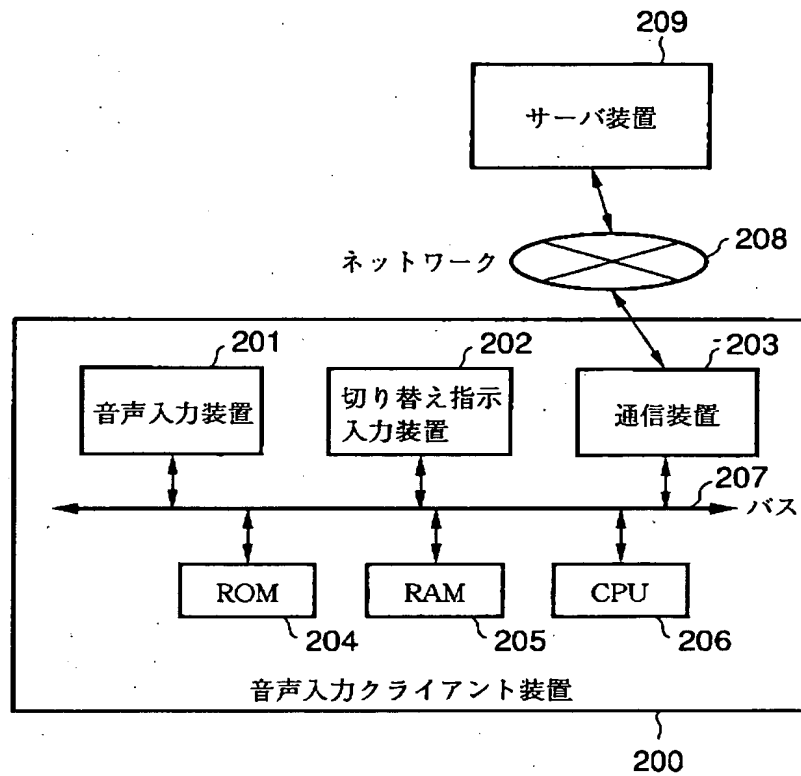 209
サーバ装置
ネットワーク
208
201
202
203
音声入力装置
切り替え指示
入力装置
通信装置
207
バス
ROM
RAM
CPU
204
205
206
音声入力クライアント装置
200